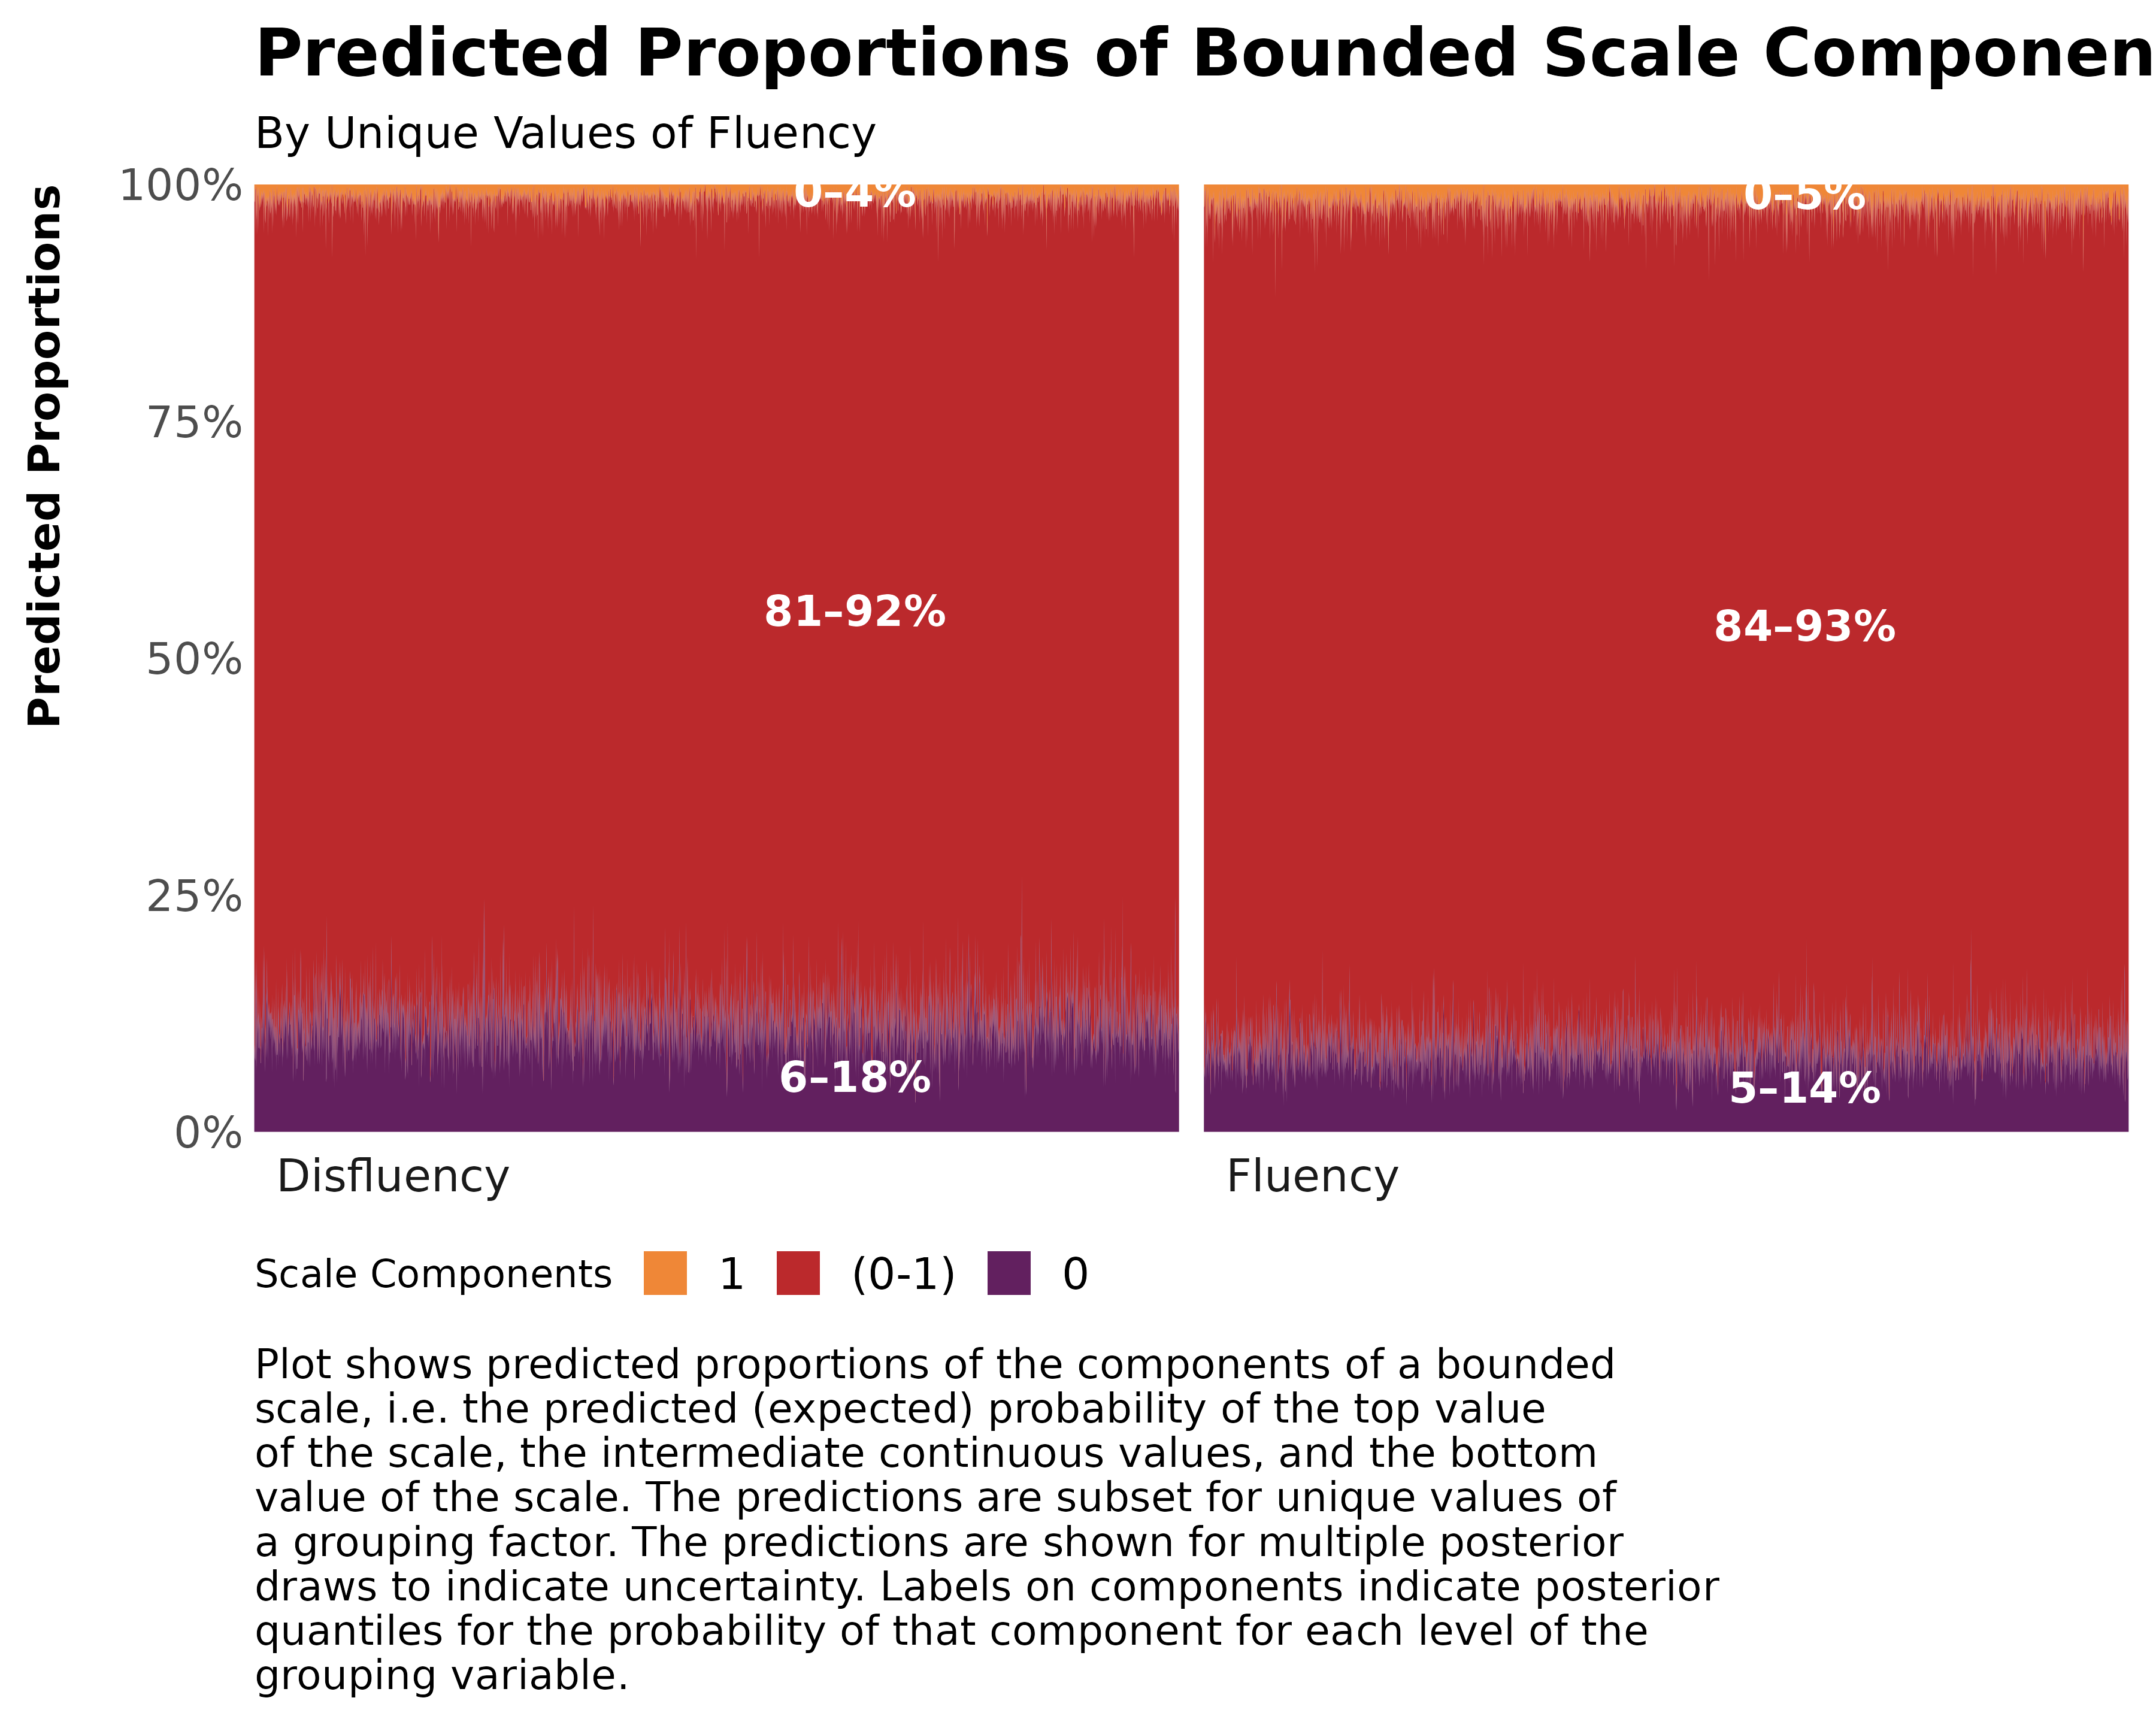 Predicted Proportions of Bounded Scale Componen
By Unique Values of Fluency
Predicted Proportions
100%
75%
50%
25%
0%
0–4%
0–5%
81–92%
84–93%
6–18%
5–14%
Disfluency
Fluency
Scale Components 1 (0-1) 0
Plot shows predicted proportions of the components of a bounded
scale, i.e. the predicted (expected) probability of the top value
of the scale, the intermediate continuous values, and the bottom
value of the scale. The predictions are subset for unique values of
a grouping factor. The predictions are shown for multiple posterior
draws to indicate uncertainty. Labels on components indicate posterior
quantiles for the probability of that component for each level of the
grouping variable.